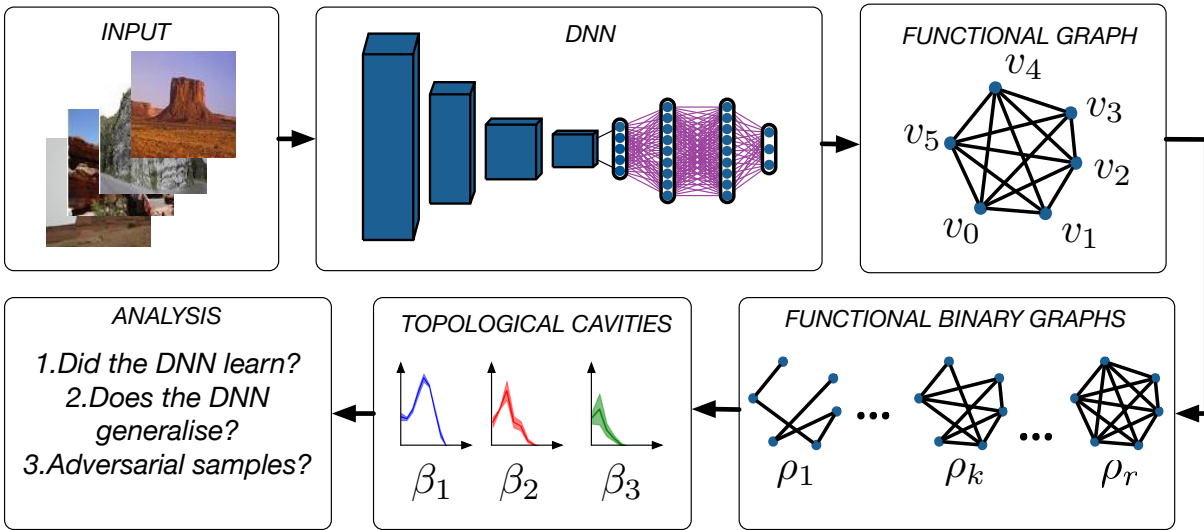 INPUT
DNN
FUNCTIONAL GRAPH
v₄
v₃
v₅
v₂
v₀
v₁
ANALYSIS
1.Did the DNN learn?
2.Does the DNN
generalise?
3.Adversarial samples?
TOPOLOGICAL CAVITIES
β₁ β₂ β₃
FUNCTIONAL BINARY GRAPHS
ρ₁ ρₖ ρᵣ